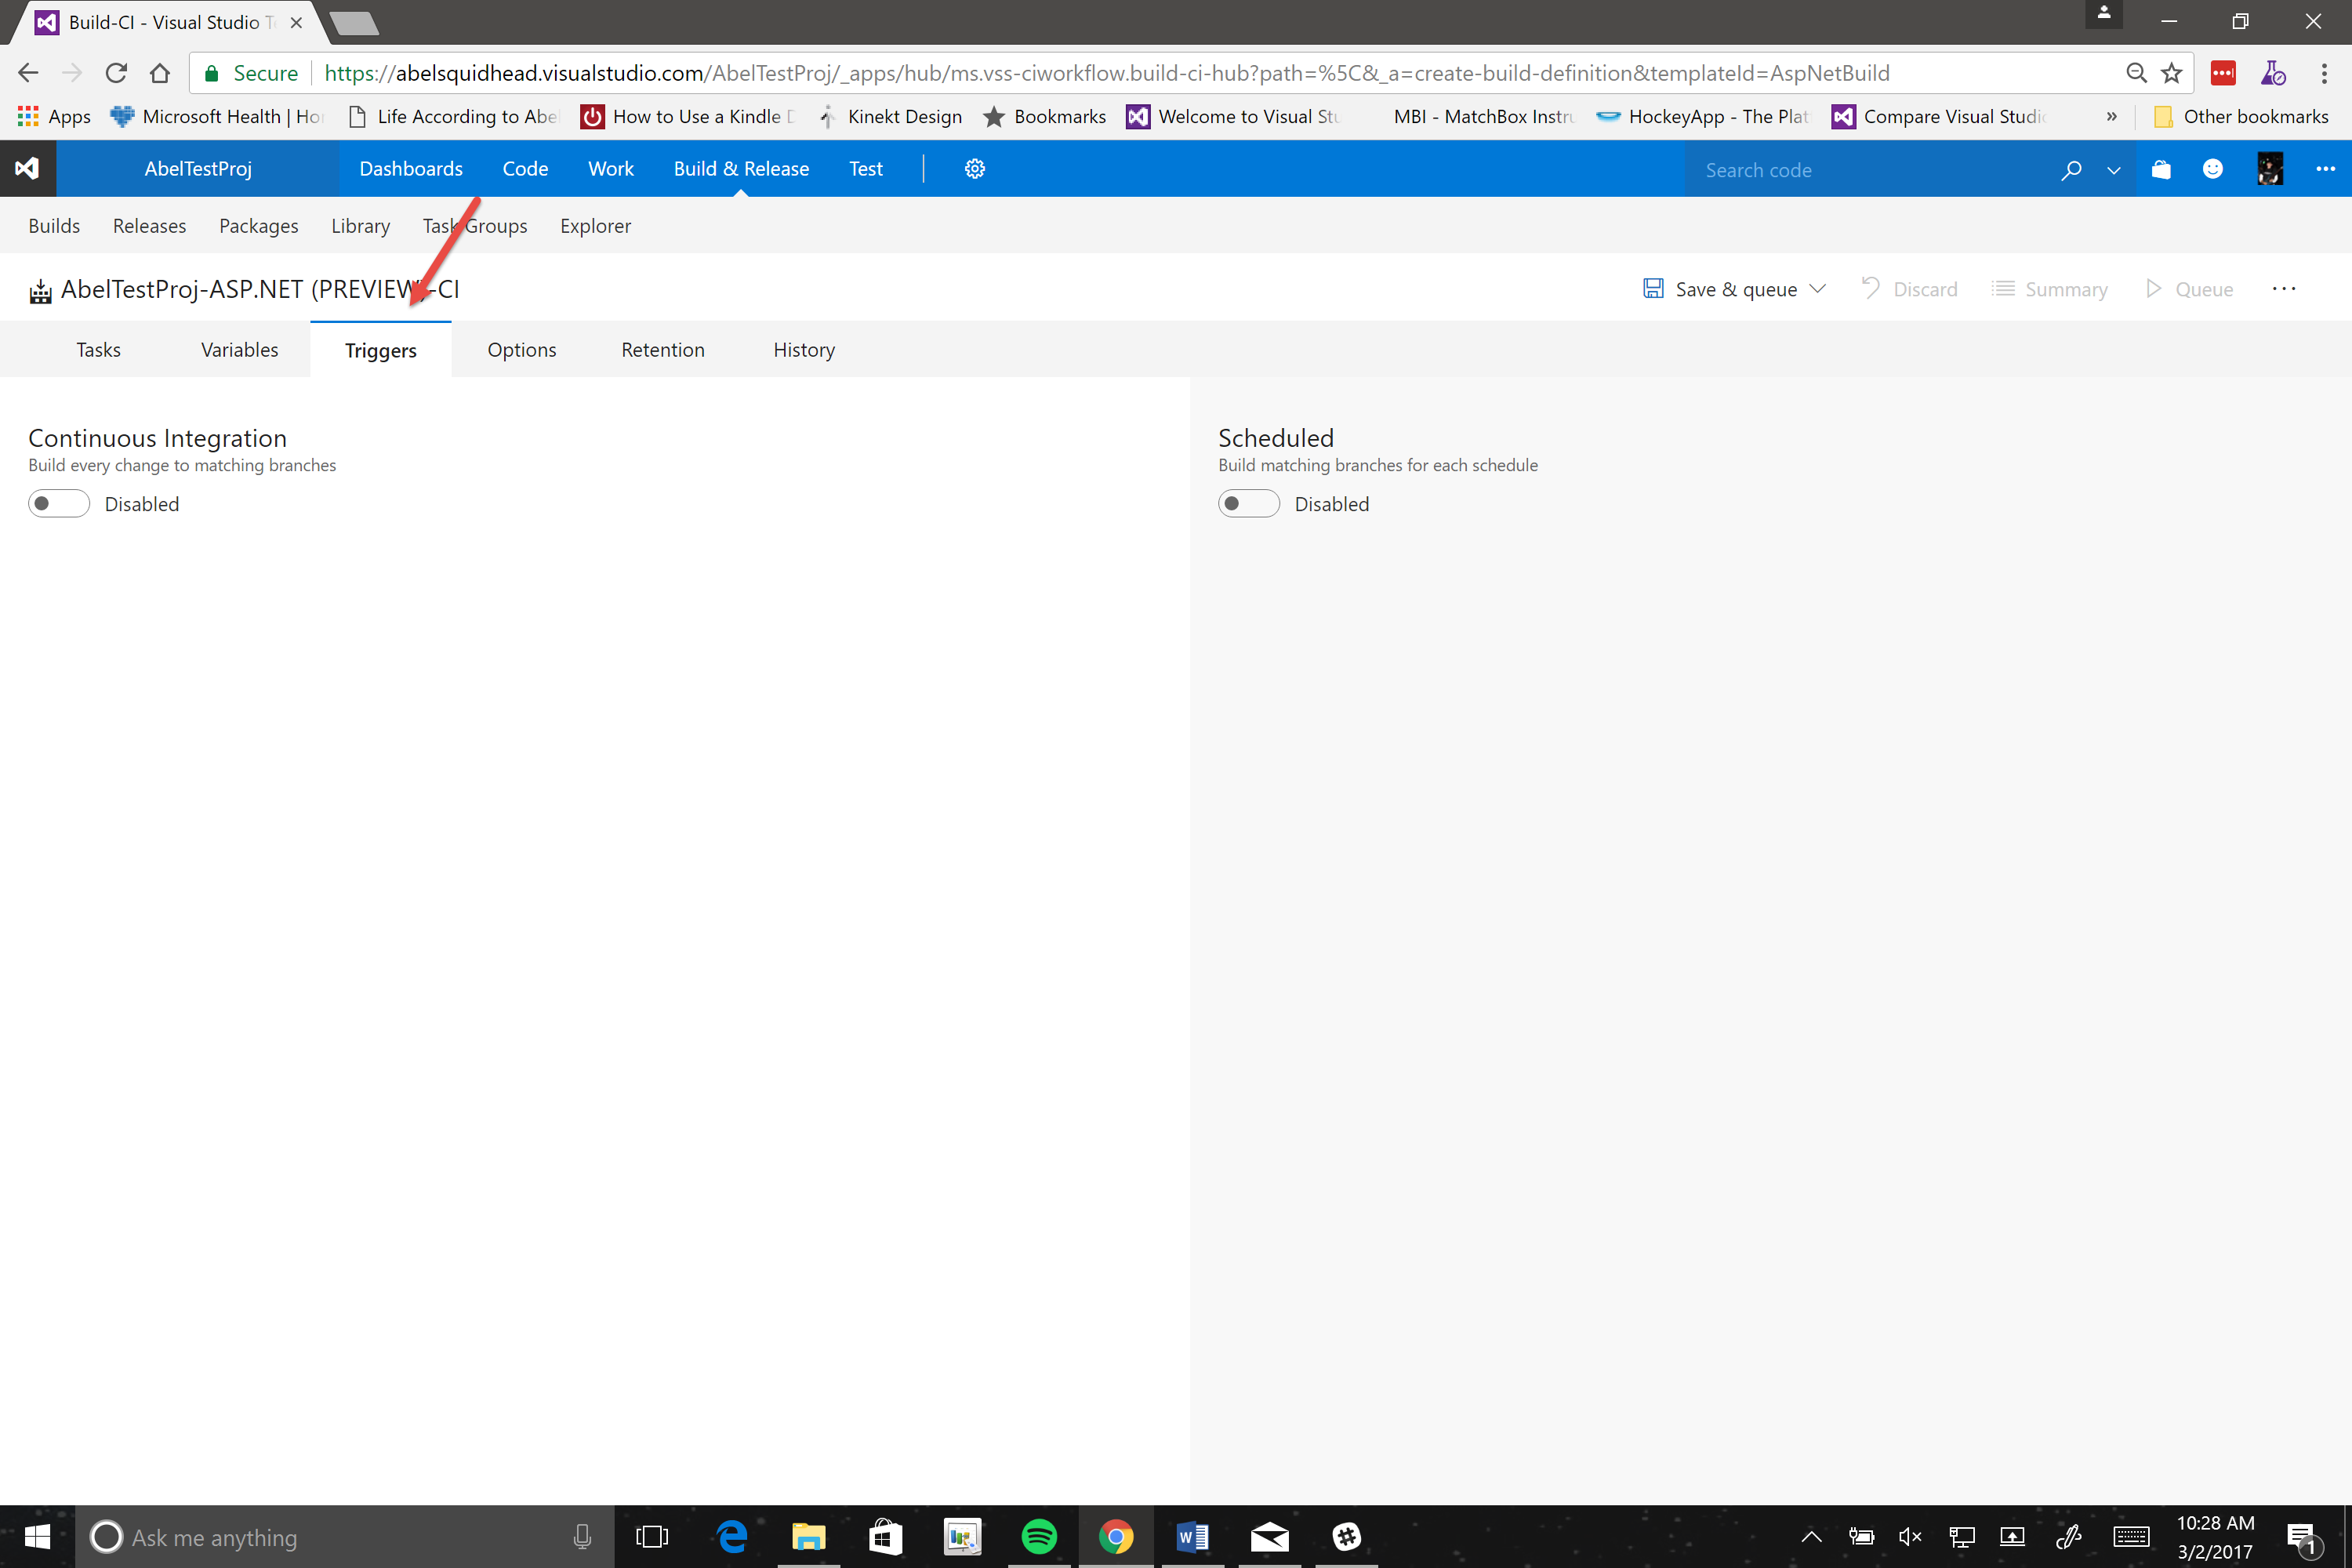 Build-CI - Visual Studio T
Secure https://abelsquidhead.visualstudio.com/AbelTestProj/_apps/hub/ms.vss-ciworkflow.build-ci-hub?path=%5C&_a=create-build-definition&templateId=AspNetBuild
Apps Microsoft Health | Ho Life According to Abe How to Use a Kindle D Kinekt Design Bookmarks Welcome to Visual Stu MBI - MatchBox Instru HockeyApp - The Plat Compare Visual Studi » Other bookmarks
AbelTestProj Dashboards Code Work Build & Release Test Search code
Builds Releases Packages Library Task Groups Explorer
AbelTestProj-ASP.NET (PREVIEW)-CI Save & queue Discard Summary Queue ...
Tasks Variables Triggers Options Retention History
Continuous Integration
Build every change to matching branches
Disabled
Scheduled
Build matching branches for each schedule
Disabled
Ask me anything
10:28 AM
3/2/2017
1